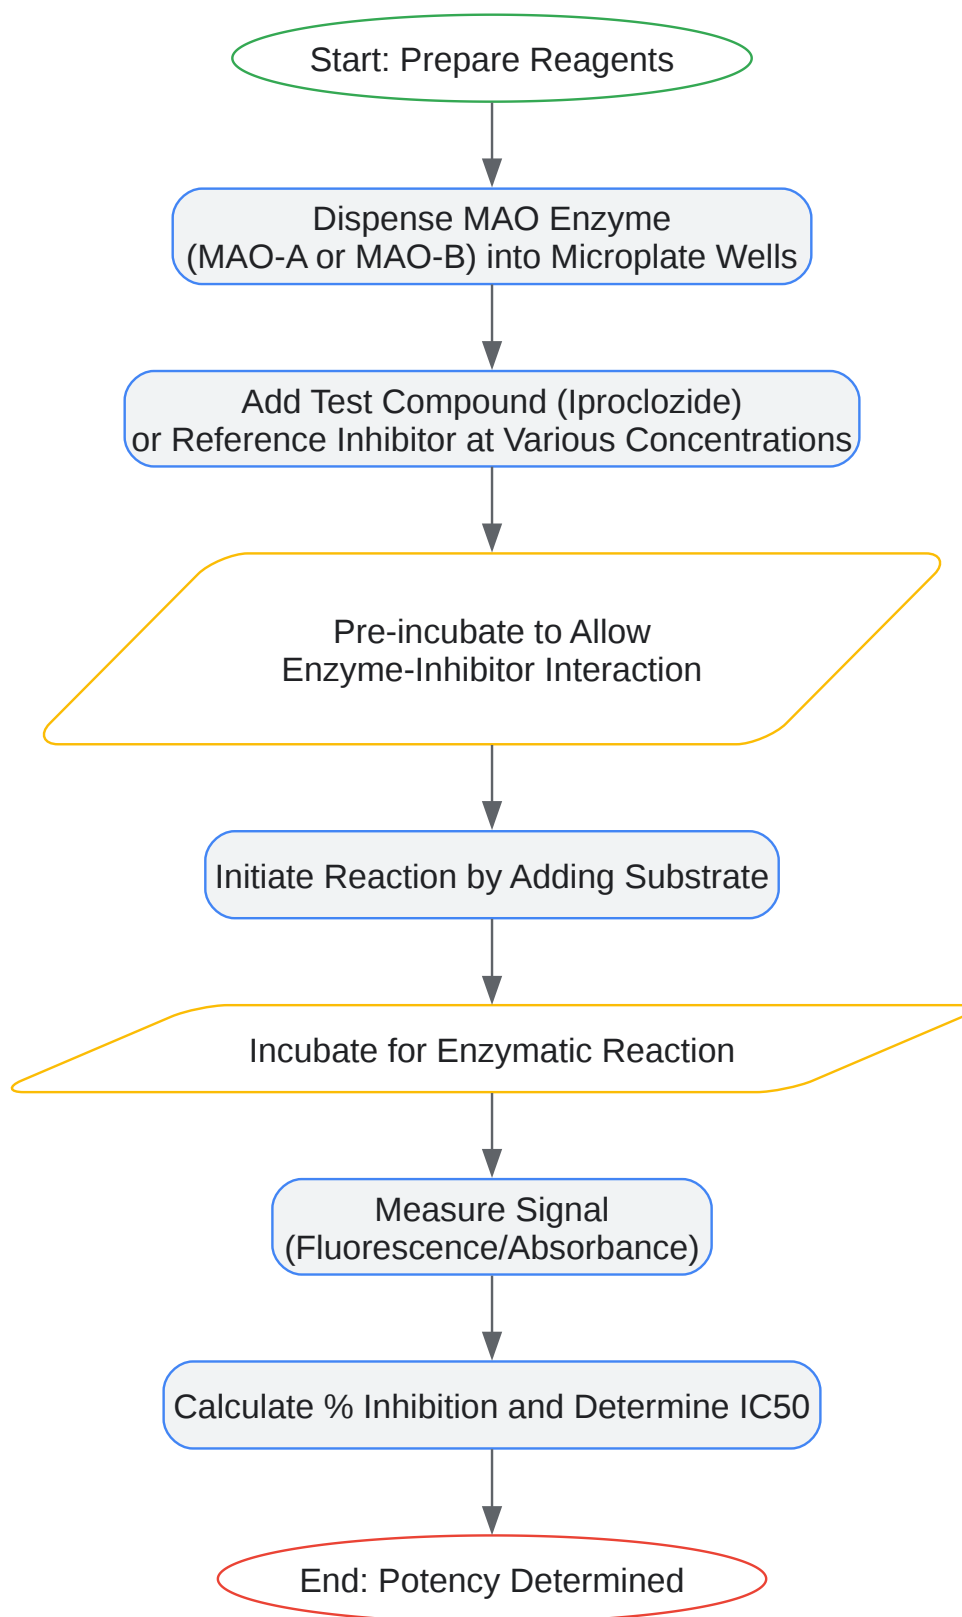 Start: Prepare Reagents
Dispense MAO Enzyme
(MAO-A or MAO-B) into Microplate Wells
Add Test Compound (Iproclozide)
or Reference Inhibitor at Various Concentrations
Pre-incubate to Allow
Enzyme-Inhibitor Interaction
Initiate Reaction by Adding Substrate
Incubate for Enzymatic Reaction
Measure Signal
(Fluorescence/Absorbance)
Calculate % Inhibition and Determine IC50
End: Potency Determined